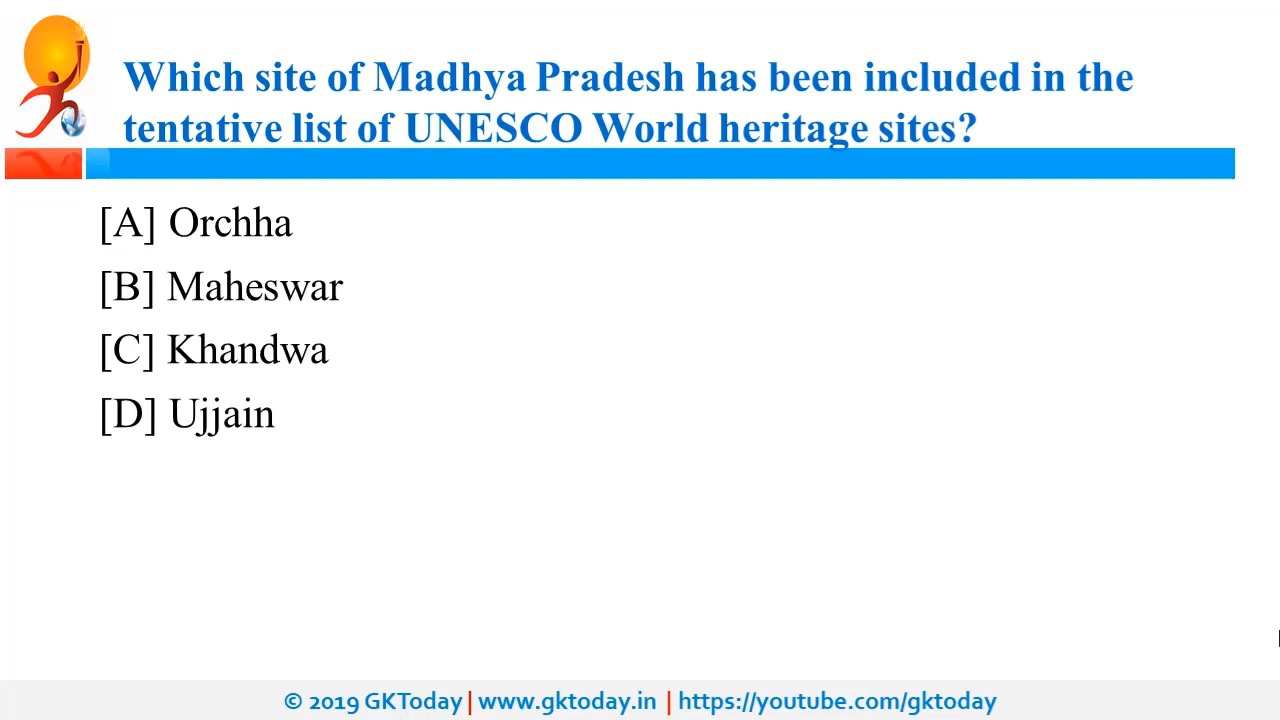 Which site of Madhya Pradesh has been included in the
tentative list of UNESCO World heritage sites?
[A] Orchha
[B] Maheswar
[C] Khandwa
[D] Ujjain
© 2019 GKToday | www.gktoday.in | https://youtube.com/gktoday